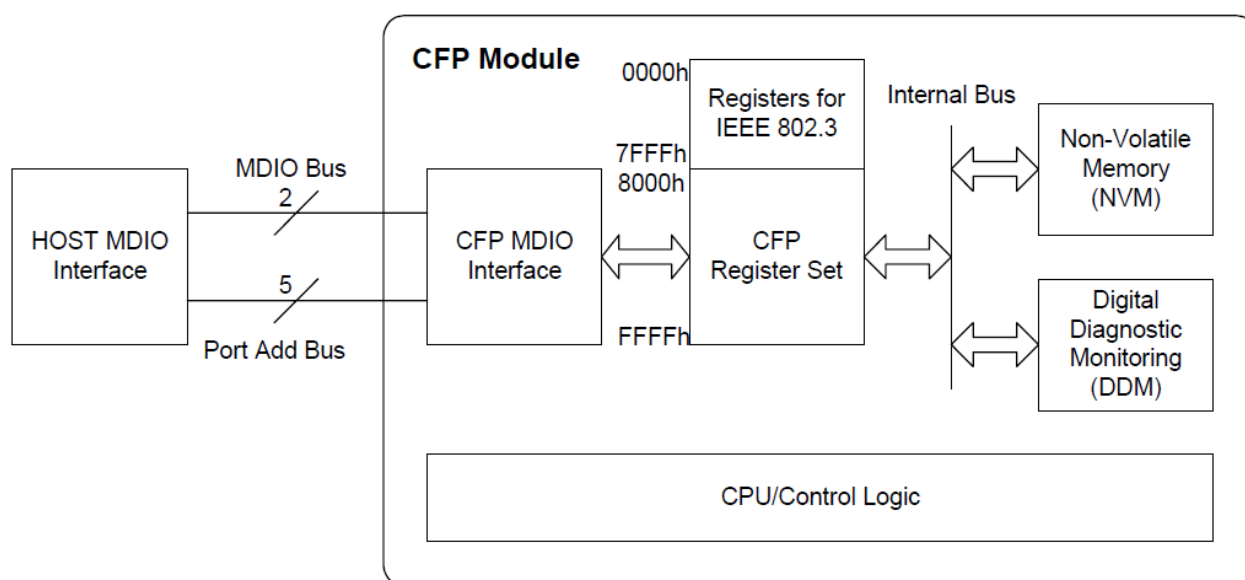 CFP Module
0000h
Registers for
IEEE 802.3
7FFFh
8000h
CFP
Register Set
FFFFh
Internal Bus
Non-Volatile
Memory
(NVM)
Digital
Diagnostic
Monitoring
(DDM)
MDIO Bus
2
HOST MDIO
Interface
5
Port Add Bus
CFP MDIO
Interface
CPU/Control Logic